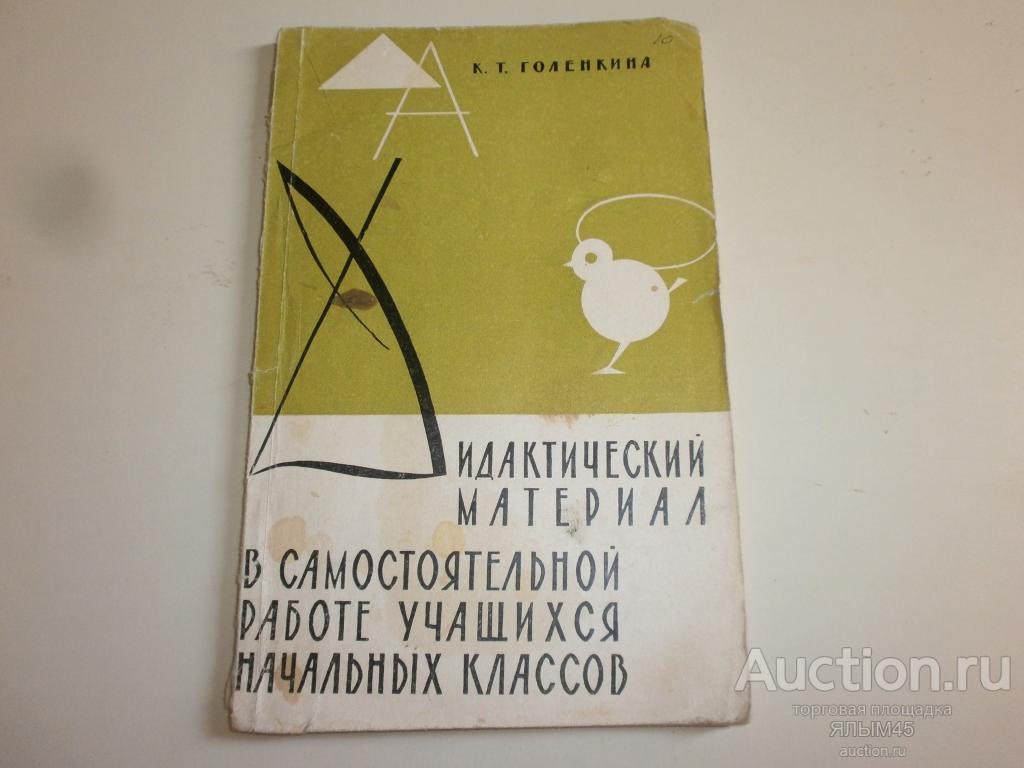 10
К. Т. ГОЛЕНКИНА
А
ДИДАКТИЧЕСКИЙ
МАТЕРИАЛ
В САМОСТОЯТЕЛЬНОЙ
РАБОТЕ УЧАЩИХСЯ
НАЧАЛЬНЫХ КЛАССОВ
Auction.ru
торговая площадка
ЯЛЫМ45
auction.ru